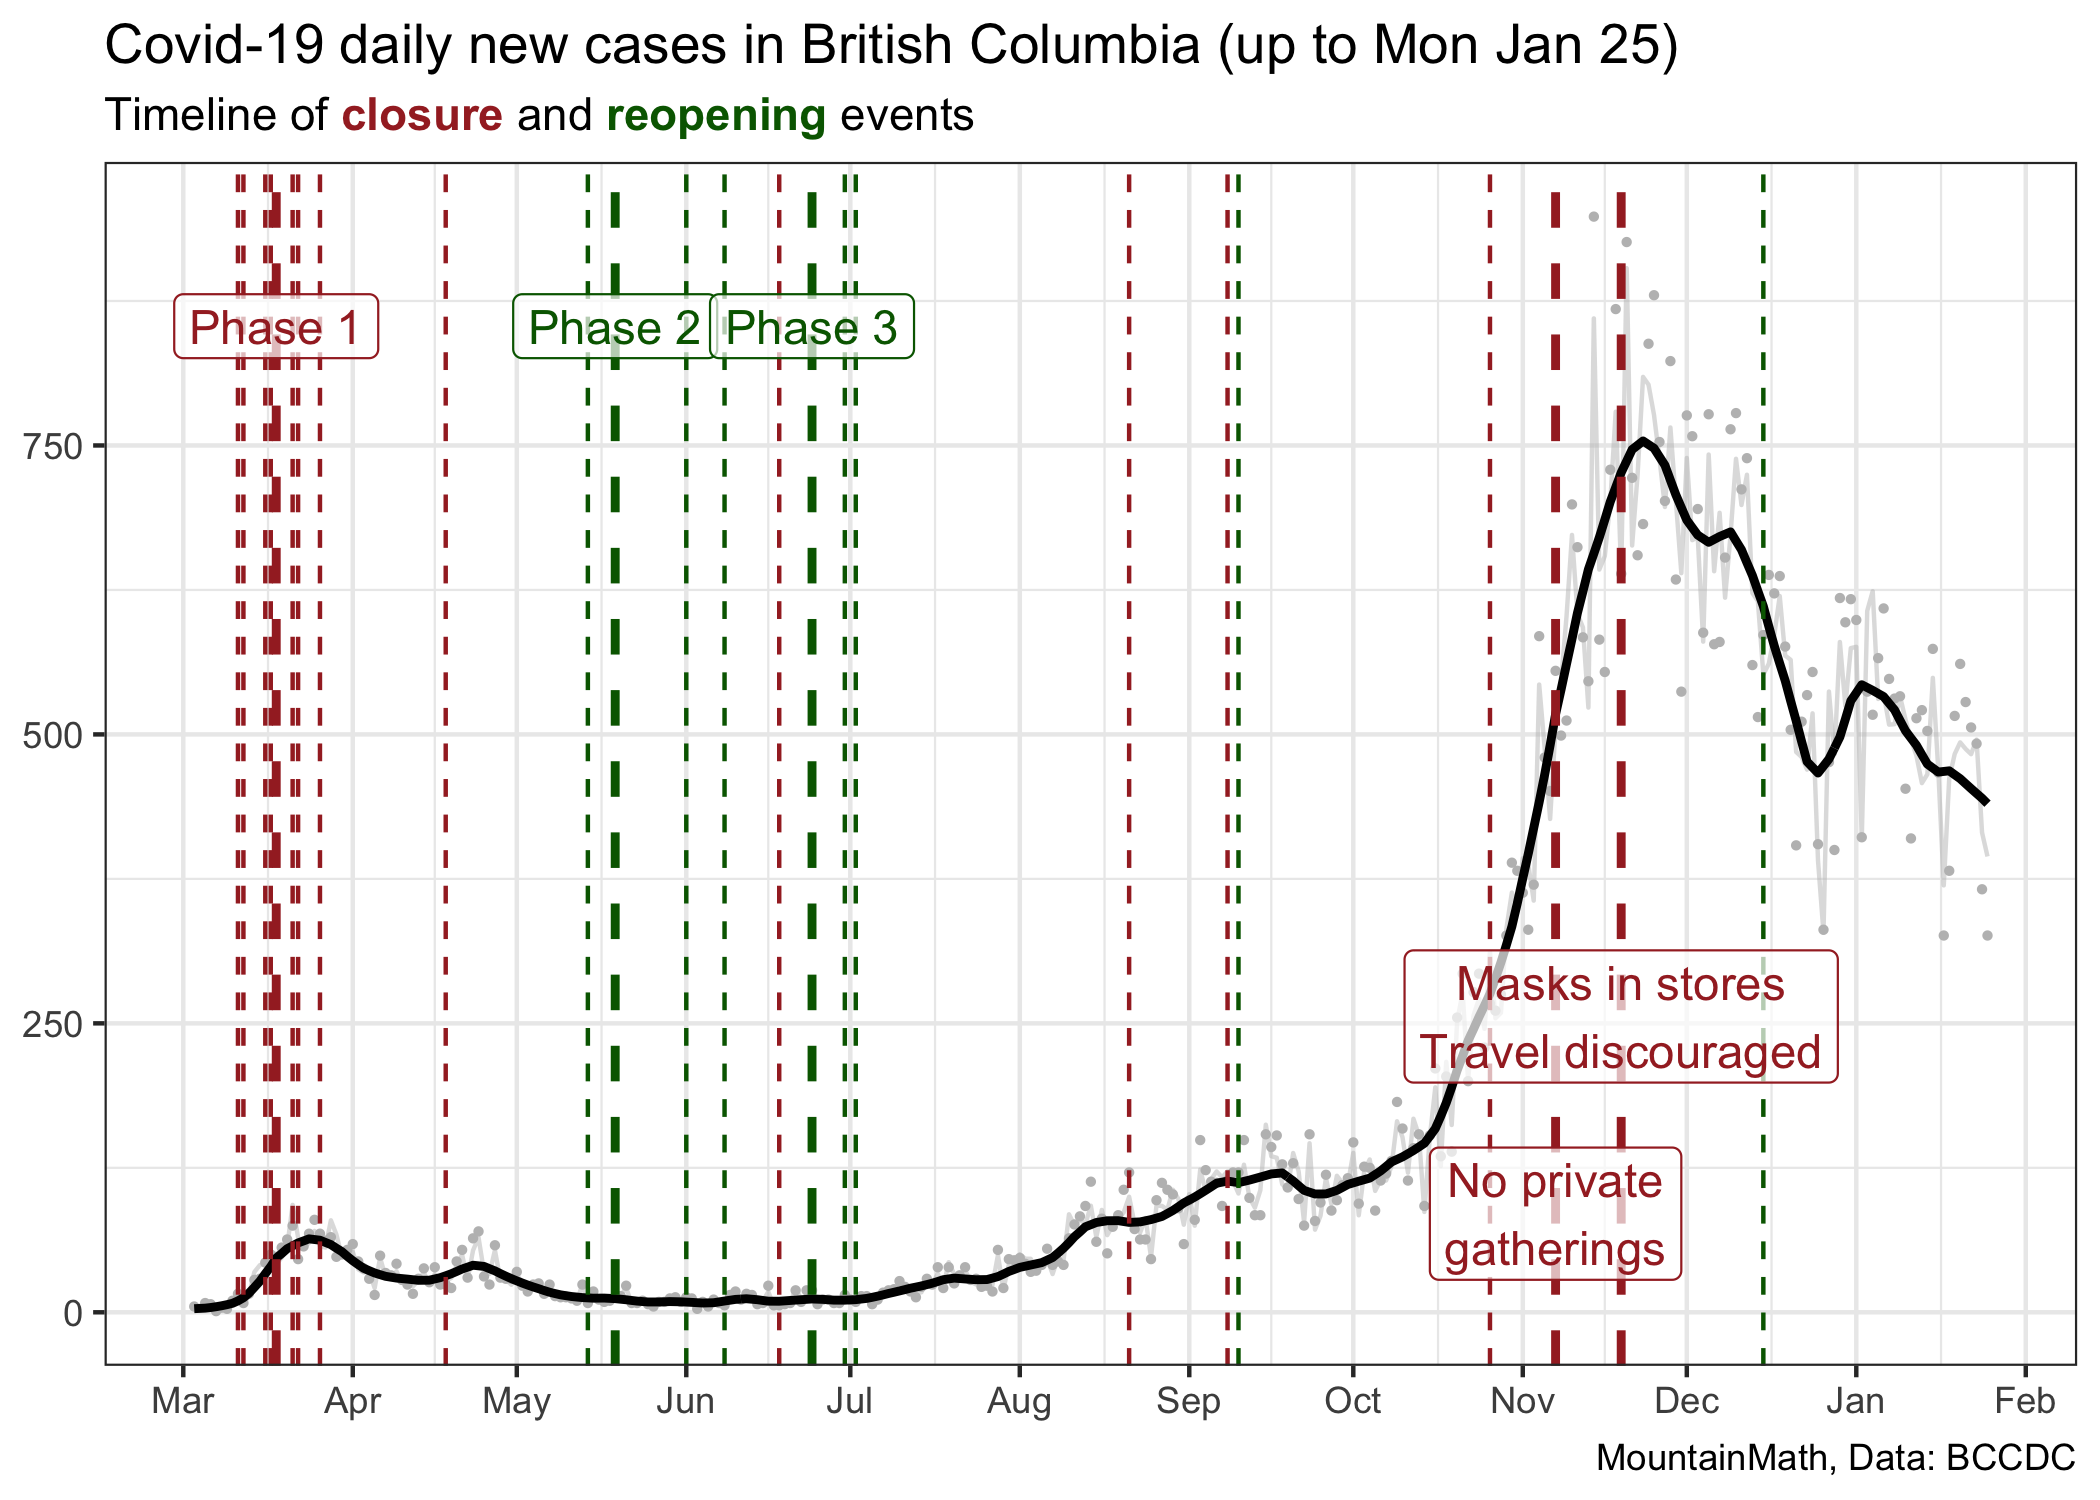 Covid-19 daily new cases in British Columbia (up to Mon Jan 25)
Timeline of closure and reopening events
Phase 1
Phase 2
Phase 3
750
500
250
0
Masks in stores
Travel discouraged
No private
gatherings
Mar Apr May Jun Jul Aug Sep Oct Nov Dec Jan Feb
MountainMath, Data: BCCDC